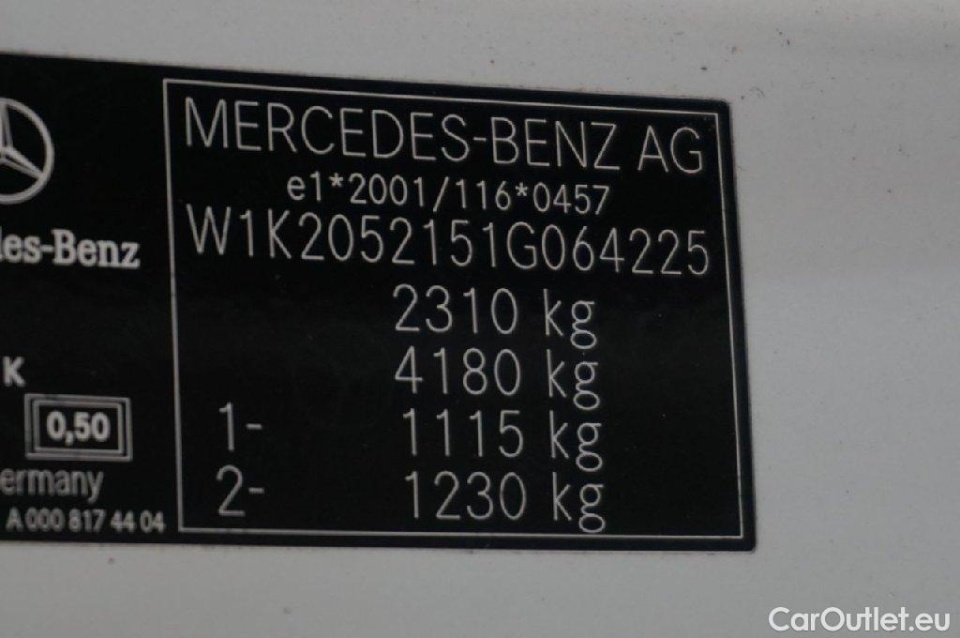 MERCEDES-BENZ AG
e1*2001/116*0457
W1K2052151G064225
2310 kg
4180 kg
1- 1115 kg
2- 1230 kg
des-Benz
K
0,50
ermany
A 000 817 44 04
CarOutlet.eu